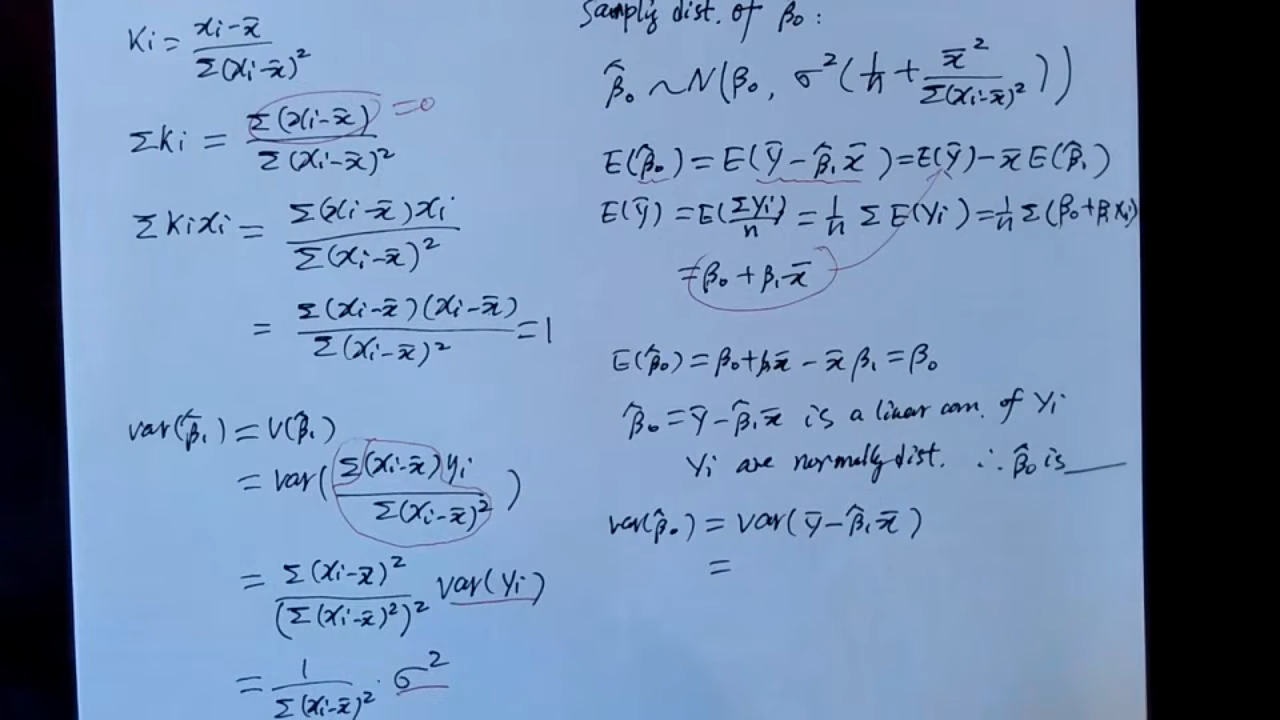 Ki = (xi-x̄)/Σ(xi-x̄)²
ΣKi = Σ(xi-x̄)/Σ(xi-x̄)² =0
ΣKixi = Σ(xi-x̄)xi/Σ(xi-x̄)²
= Σ(xi-x̄)(xi-x̄)/Σ(xi-x̄)² = 1
var(β̂₁) = V(β̂₁)
= var(Σ(xi-x̄)yi/Σ(xi-x̄)²)
= Σ(xi-x̄)²/(Σ(xi-x̄)²)² var(yi)
= 1/Σ(xi-x̄)² · σ²
Samplig dist. of β̂₀ :
β̂₀ ~ N(β₀, σ²(1/n + x̄²/Σ(xi-x̄)²))
E(β̂₀) = E(ȳ - β̂₁x̄) = E(ȳ) - x̄E(β̂₁)
E(ȳ) = E(Σyi/n) = 1/n Σ E(yi) = 1/n Σ(β₀+β₁xi)
= β₀ + β₁x̄
E(β̂₀) = β₀+β₁x̄ - x̄β₁ = β₀
β̂₀ = ȳ - β̂₁x̄ is a linear com. of yi
yi are normally dist. ∴ β̂₀ is___
var(β̂₀) = var(ȳ - β̂₁x̄)
=